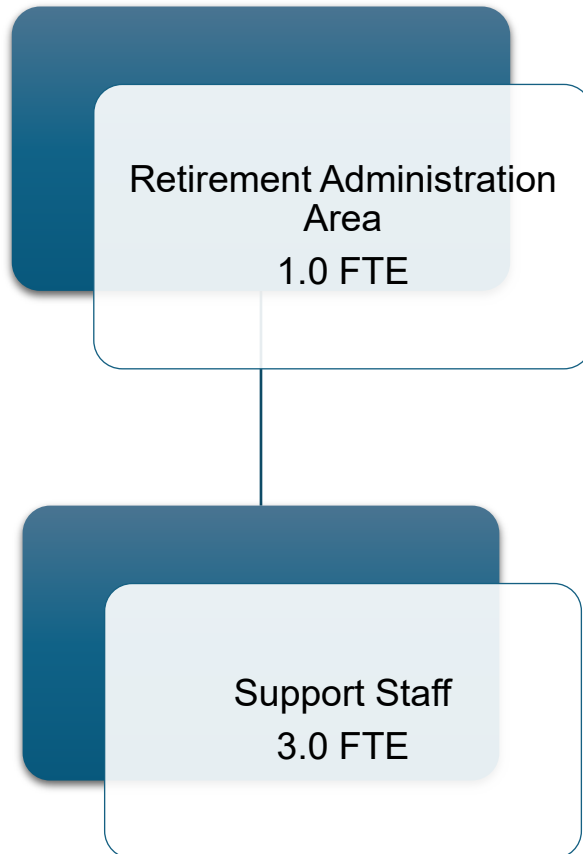 Retirement Administration
Area
1.0 FTE
Support Staff
3.0 FTE